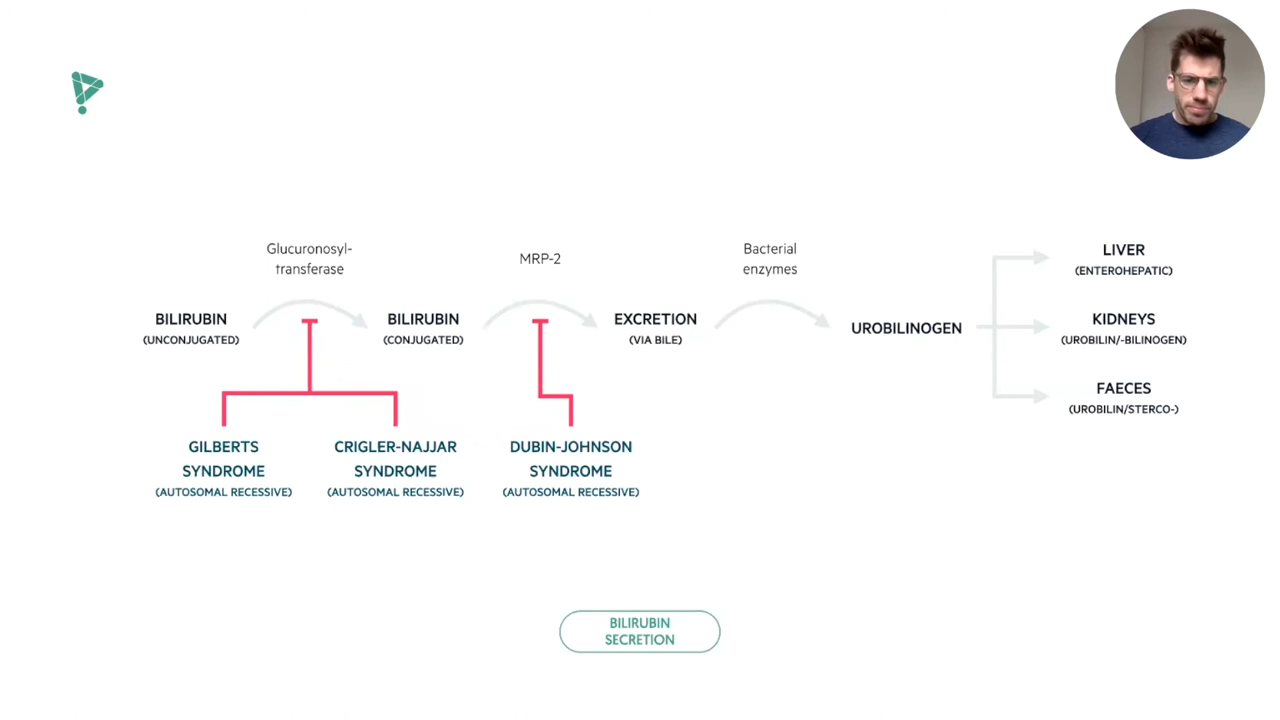 Glucuronosyl-
transferase
MRP-2
Bacterial
enzymes
BILIRUBIN
(UNCONJUGATED)
BILIRUBIN
(CONJUGATED)
EXCRETION
(VIA BILE)
UROBILINOGEN
LIVER
(ENTEROHEPATIC)
KIDNEYS
(UROBILIN/-BILINOGEN)
FAECES
(UROBILIN/STERCO-)
GILBERTS
SYNDROME
(AUTOSOMAL RECESSIVE)
CRIGLER-NAJJAR
SYNDROME
(AUTOSOMAL RECESSIVE)
DUBIN-JOHNSON
SYNDROME
(AUTOSOMAL RECESSIVE)
BILIRUBIN
SECRETION